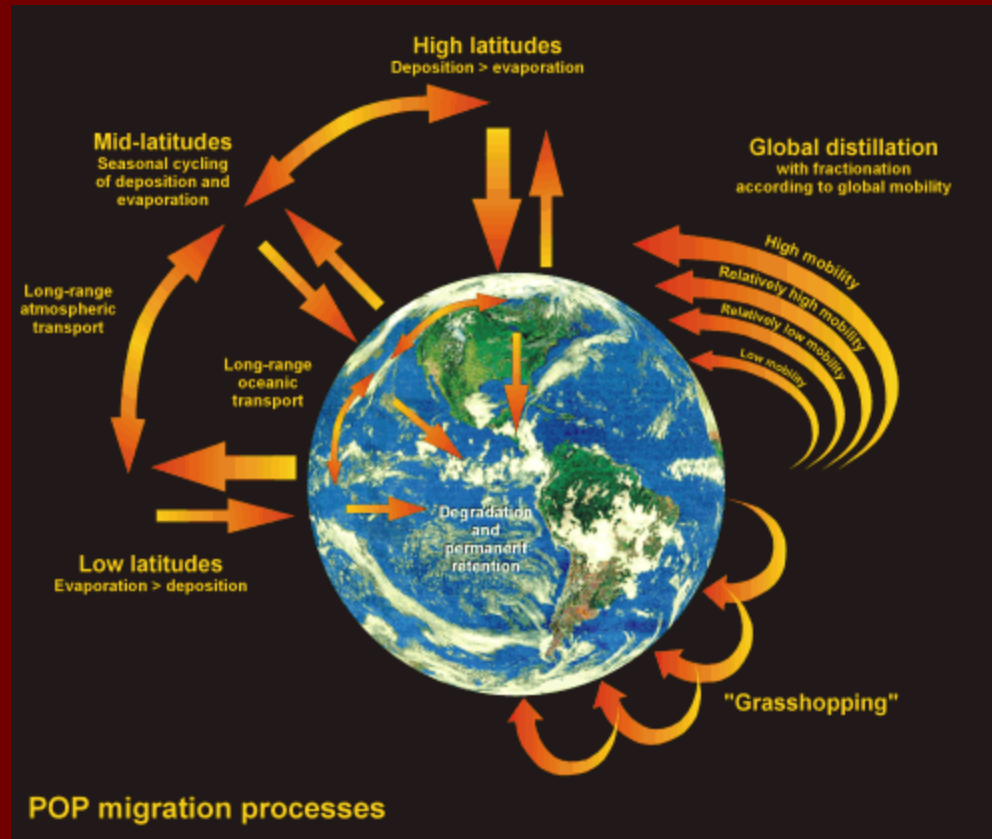 High latitudes
Deposition > evaporation
Mid-latitudes
Seasonal cycling
of deposition and
evaporation
Global distillation
with fractionation
according to global mobility
High mobility
Relatively high mobility
Relatively low mobility
Low mobility
Long-range
atmospheric
transport
Long-range
oceanic
transport
Degradation
and
permanent
retention
Low latitudes
Evaporation > deposition
"Grasshopping"
POP migration processes